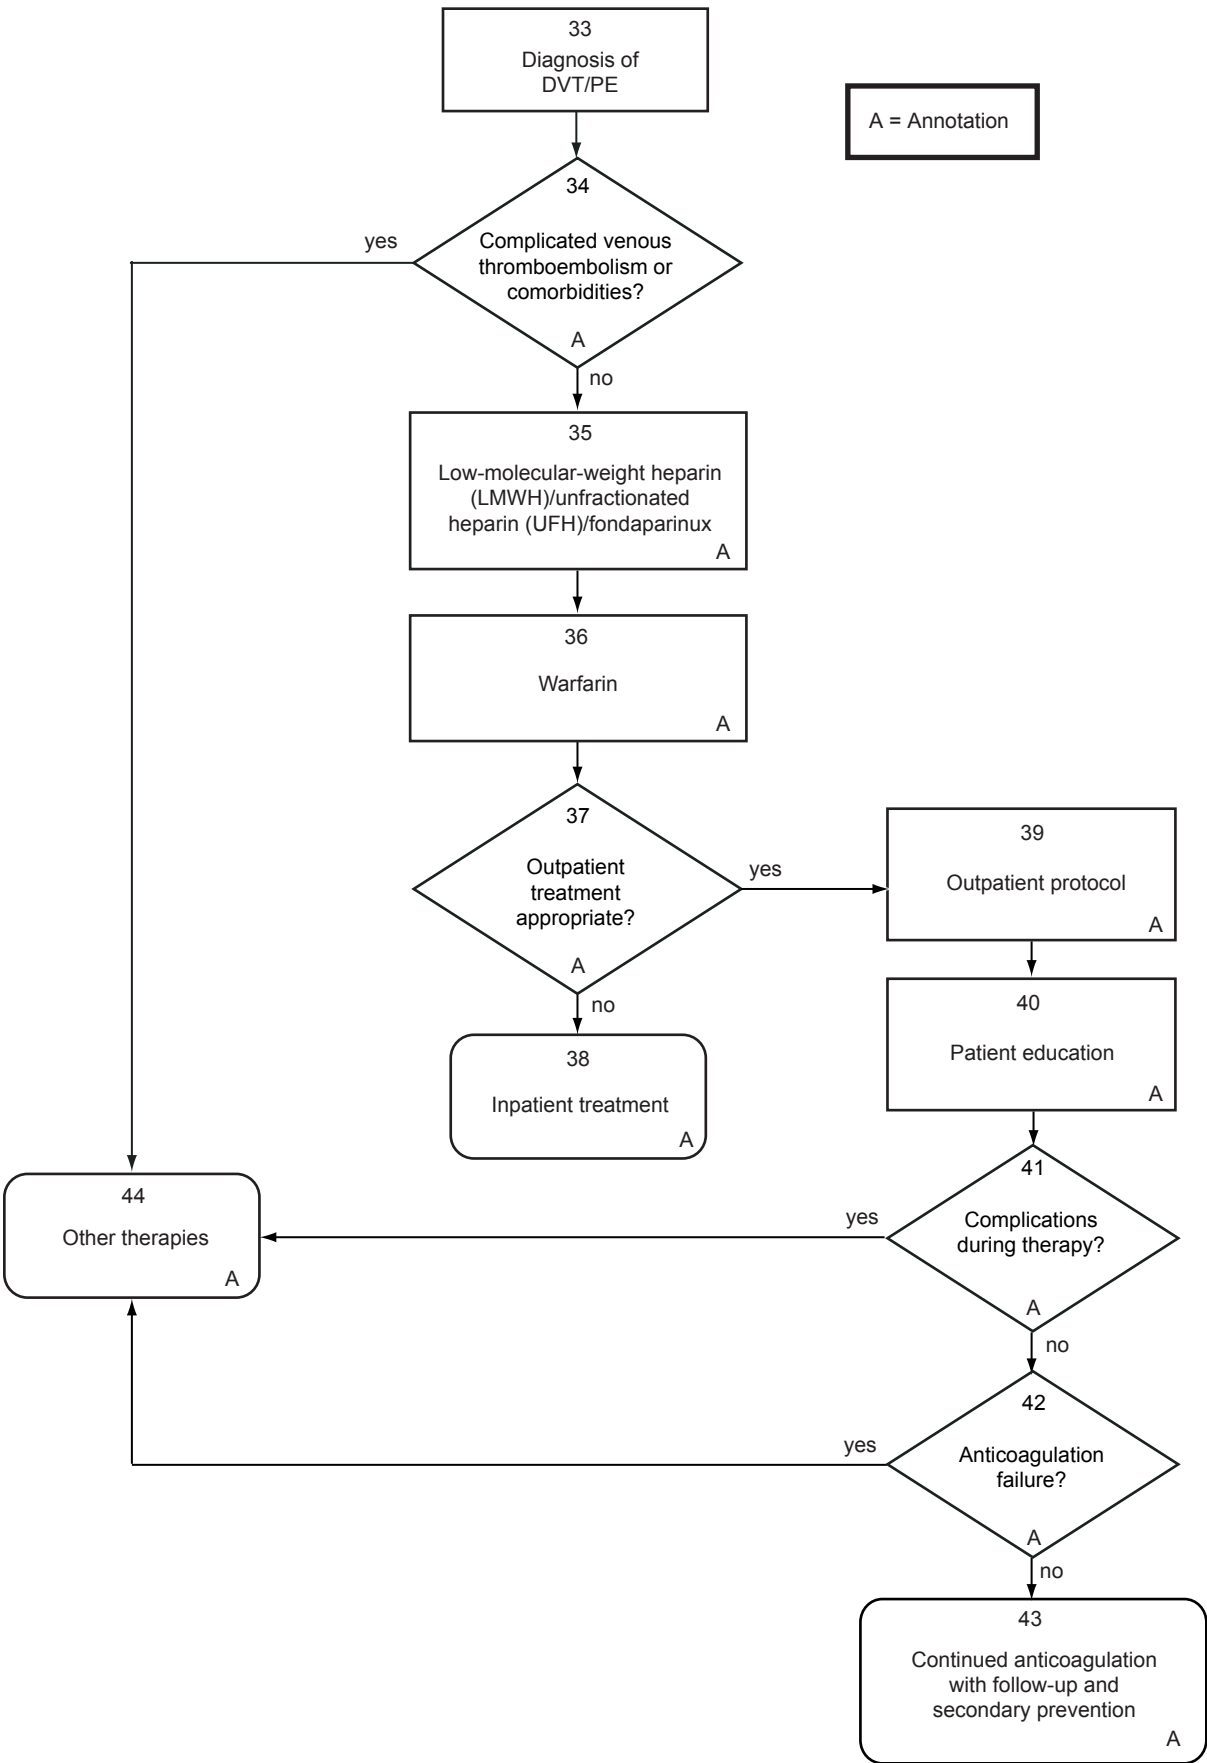 33
Diagnosis of
DVT/PE
A = Annotation
34
yes
Complicated venous
thromboembolism or
comorbidities?
A
no
35
Low-molecular-weight heparin
(LMWH)/unfractionated
heparin (UFH)/fondaparinux
A
36
Warfarin
A
37
Outpatient
treatment
appropriate?
A
yes
no
39
Outpatient protocol
A
38
Inpatient treatment
A
40
Patient education
A
41
Complications
during therapy?
A
yes
no
44
Other therapies
A
42
Anticoagulation
failure?
A
yes
no
43
Continued anticoagulation
with follow-up and
secondary prevention
A